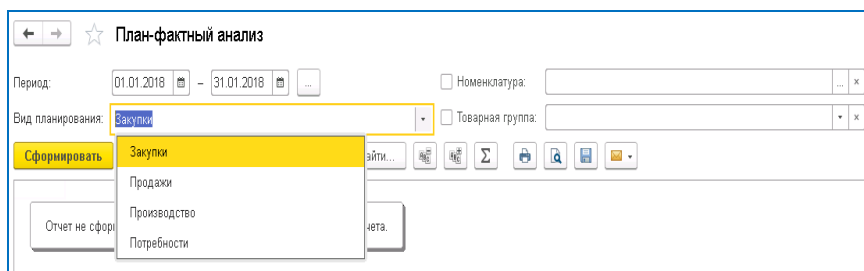 План-фактный анализ
Период: 01.01.2018 – 31.01.2018 ... Номенклатура: ... x
Вид планирования: Закупки Товарная группа: x
Сформировать Закупки айти... Σ
Продажи
Производство
Отчет не сфор чета.
Потребности